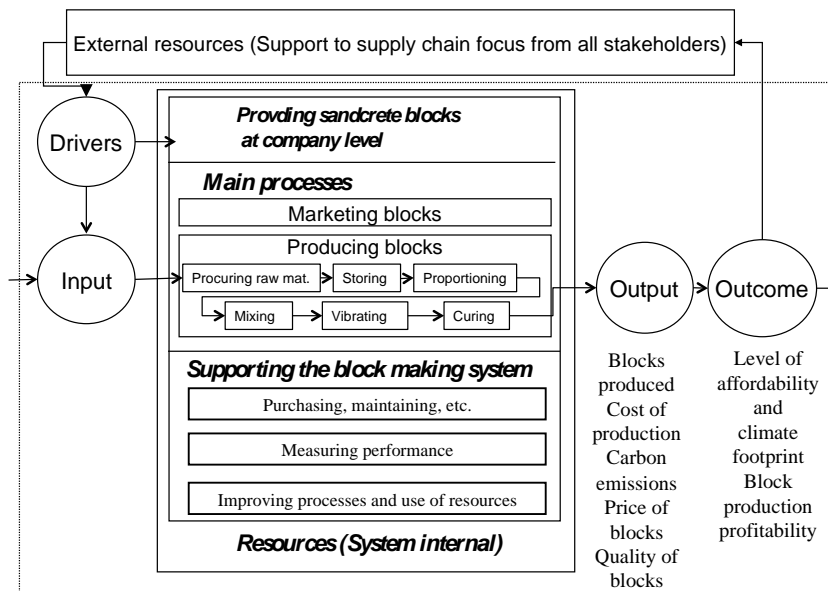 External resources (Support to supply chain focus from all stakeholders)
Provding sandcrete blocks
at company level
Drivers
Main processes
Marketing blocks
Producing blocks
Input
Procuring raw mat.
Storing
Proportioning
Mixing
Vibrating
Curing
Output
Outcome
Supporting the block making system
Purchasing, maintaining, etc.
Measuring performance
Improving processes and use of resources
Resources (System internal)
Blocks
produced
Cost of
production
Carbon
emissions
Price of
blocks
Quality of
blocks
Level of
affordability
and
climate
footprint
Block
production
profitability